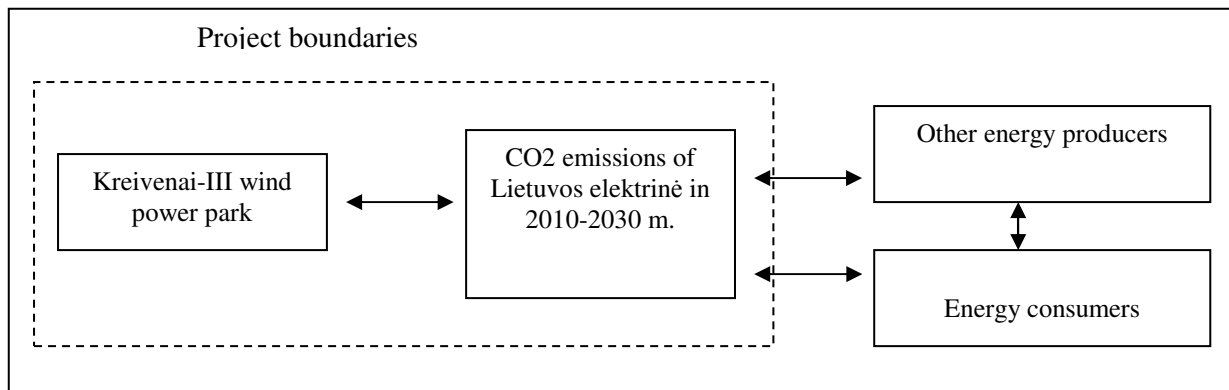 Project boundaries
Kreivenai-III wind
power park
CO2 emissions of
Lietuvos elektrinė in
2010-2030 m.
Other energy producers
Energy consumers